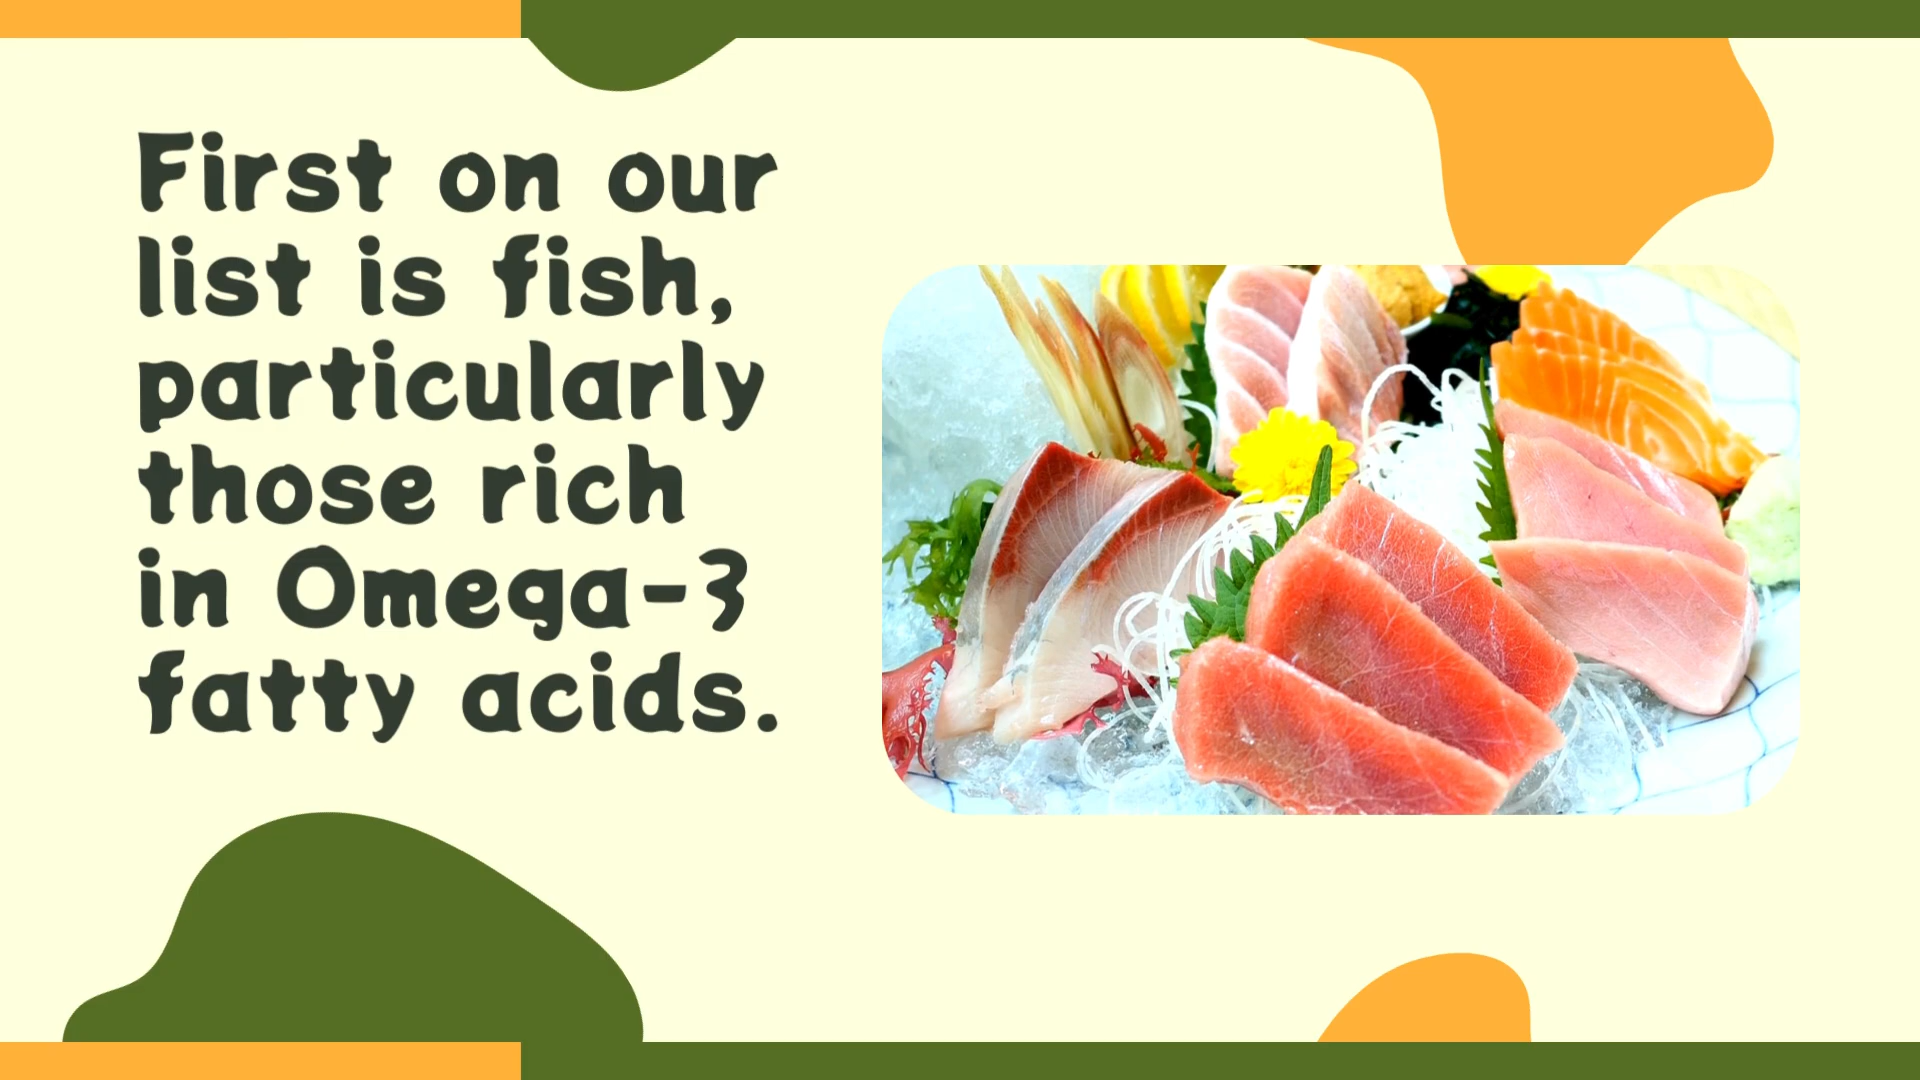 First on our
list is fish,
particularly
those rich
in Omega-3
fatty acids.